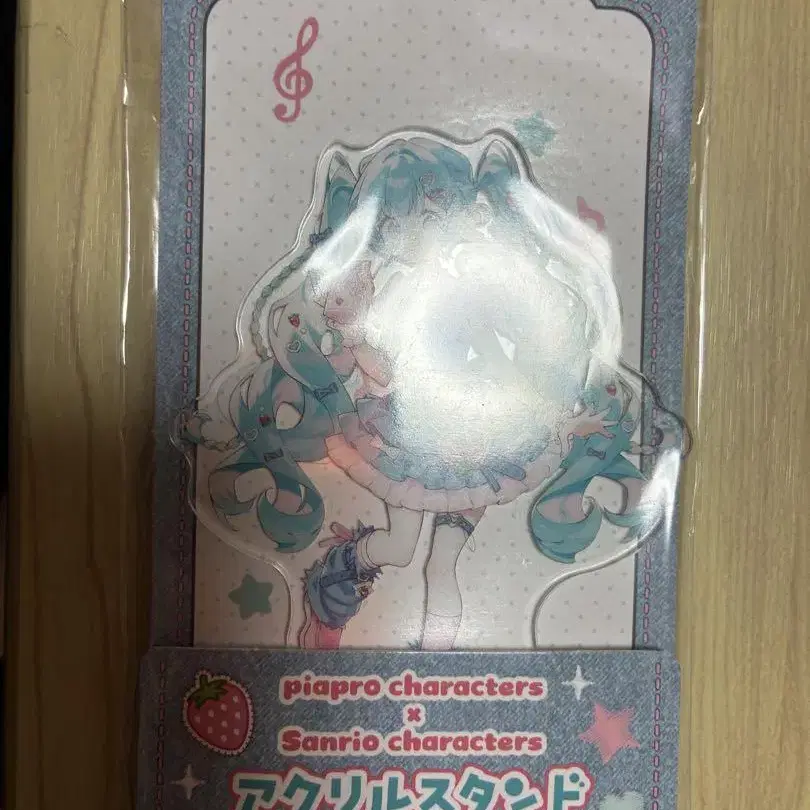 piapro characters
×
Sanrio characters
アクリルスタンド